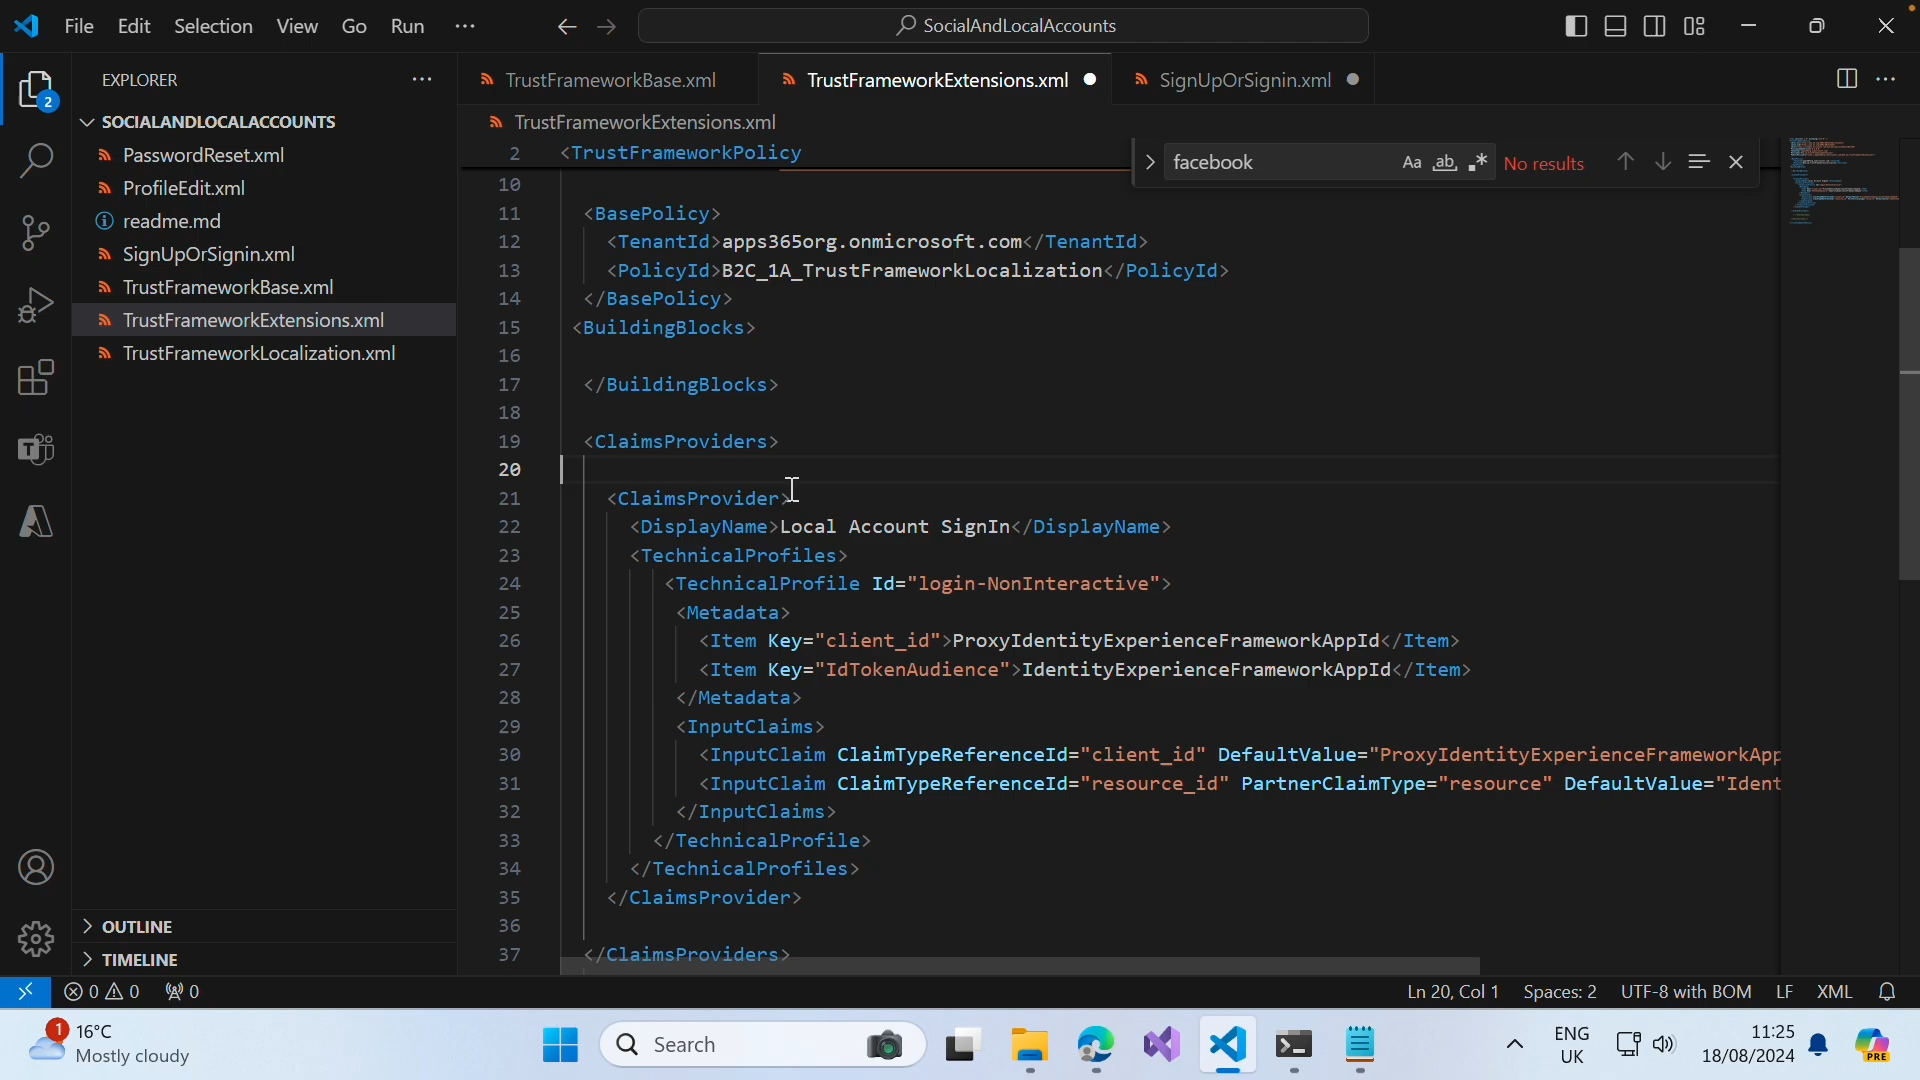 File Edit Selection View Go Run
SocialAndLocalAccounts
EXPLORER
SOCIALANDLOCALACCOUNTS
PasswordReset.xml
ProfileEdit.xml
readme.md
SignUpOrSignin.xml
TrustFrameworkBase.xml
TrustFrameworkExtensions.xml
TrustFrameworkLocalization.xml
OUTLINE
TIMELINE
2
TrustFrameworkBase.xml TrustFrameworkExtensions.xml SignUpOrSignin.xml
TrustFrameworkExtensions.xml
facebook Aa ab No results
2 <TrustFrameworkPolicy
10
11 <BasePolicy>
12 <TenantId>apps365org.onmicrosoft.com</TenantId>
13 <PolicyId>B2C_1A_TrustFrameworkLocalization</PolicyId>
14 </BasePolicy>
15 <BuildingBlocks>
16
17 </BuildingBlocks>
18
19 <ClaimsProviders>
20
21 <ClaimsProvider>
22 <DisplayName>Local Account SignIn</DisplayName>
23 <TechnicalProfiles>
24 <TechnicalProfile Id="login-NonInteractive">
25 <Metadata>
26 <Item Key="client_id">ProxyIdentityExperienceFrameworkAppId</Item>
27 <Item Key="IdTokenAudience">IdentityExperienceFrameworkAppId</Item>
28 </Metadata>
29 <InputClaims>
30 <InputClaim ClaimTypeReferenceId="client_id" DefaultValue="ProxyIdentityExperienceFrameworkApp
31 <InputClaim ClaimTypeReferenceId="resource_id" PartnerClaimType="resource" DefaultValue="Ident
32 </InputClaims>
33 </TechnicalProfile>
34 </TechnicalProfiles>
35 </ClaimsProvider>
36
37 </ClaimsProviders>
0 0 0 Ln 20, Col 1 Spaces: 2 UTF-8 with BOM LF XML
1 16°C
Mostly cloudy
Search
ENG
UK
11:25
18/08/2024
PRE